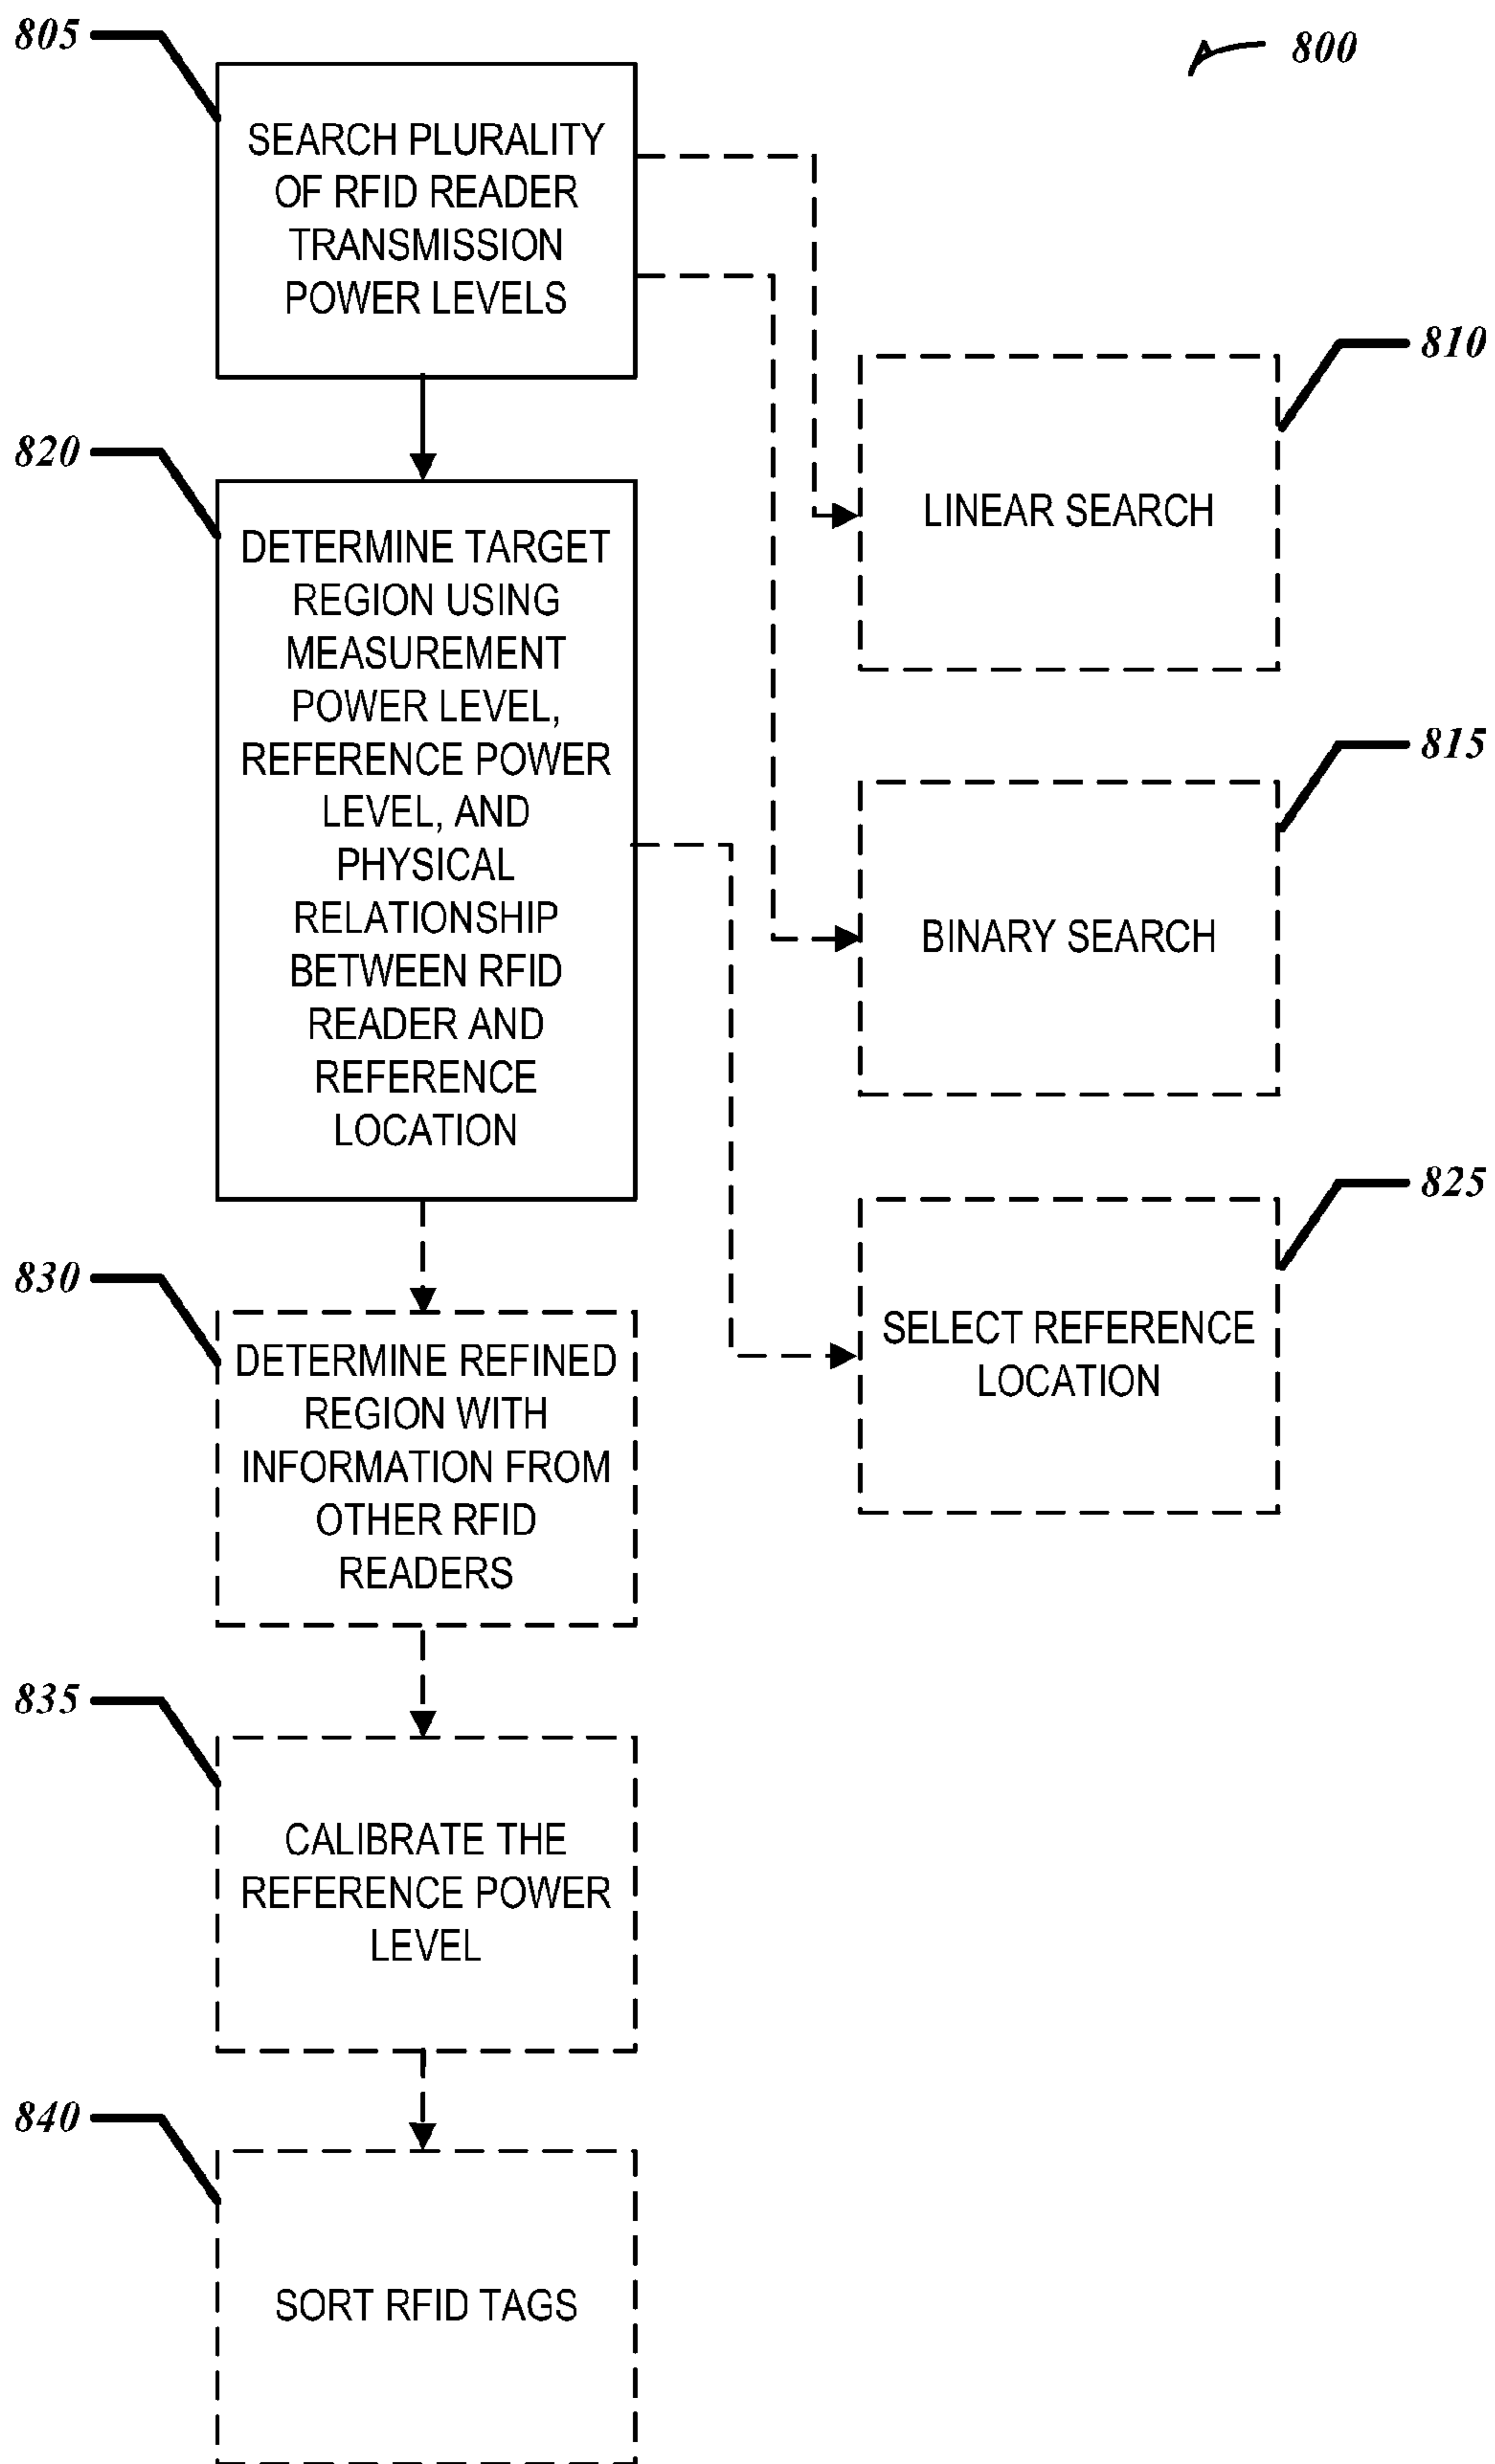 805
800
SEARCH PLURALITY
OF RFID READER
TRANSMISSION
POWER LEVELS
810
LINEAR SEARCH
820
DETERMINE TARGET
REGION USING
MEASUREMENT
POWER LEVEL,
REFERENCE POWER
LEVEL, AND
PHYSICAL
RELATIONSHIP
BETWEEN RFID
READER AND
REFERENCE
LOCATION
815
BINARY SEARCH
825
SELECT REFERENCE
LOCATION
830
DETERMINE REFINED
REGION WITH
INFORMATION FROM
OTHER RFID
READERS
835
CALIBRATE THE
REFERENCE POWER
LEVEL
840
SORT RFID TAGS